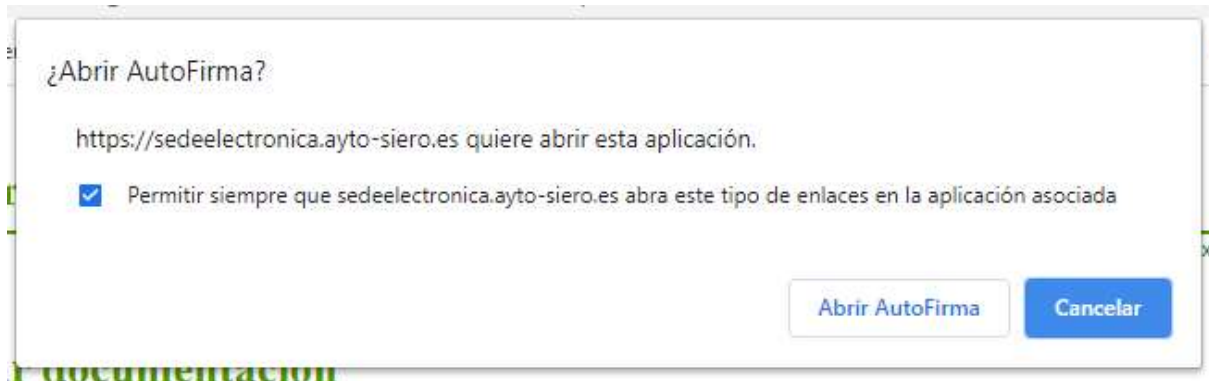 ¿Abrir AutoFirma?
https://sedeelectronica.ayto-siero.es quiere abrir esta aplicación.
Permitir siempre que sedeelectronica.ayto-siero.es abra este tipo de enlaces en la aplicación asociada
Abrir AutoFirma
Cancelar
documentación